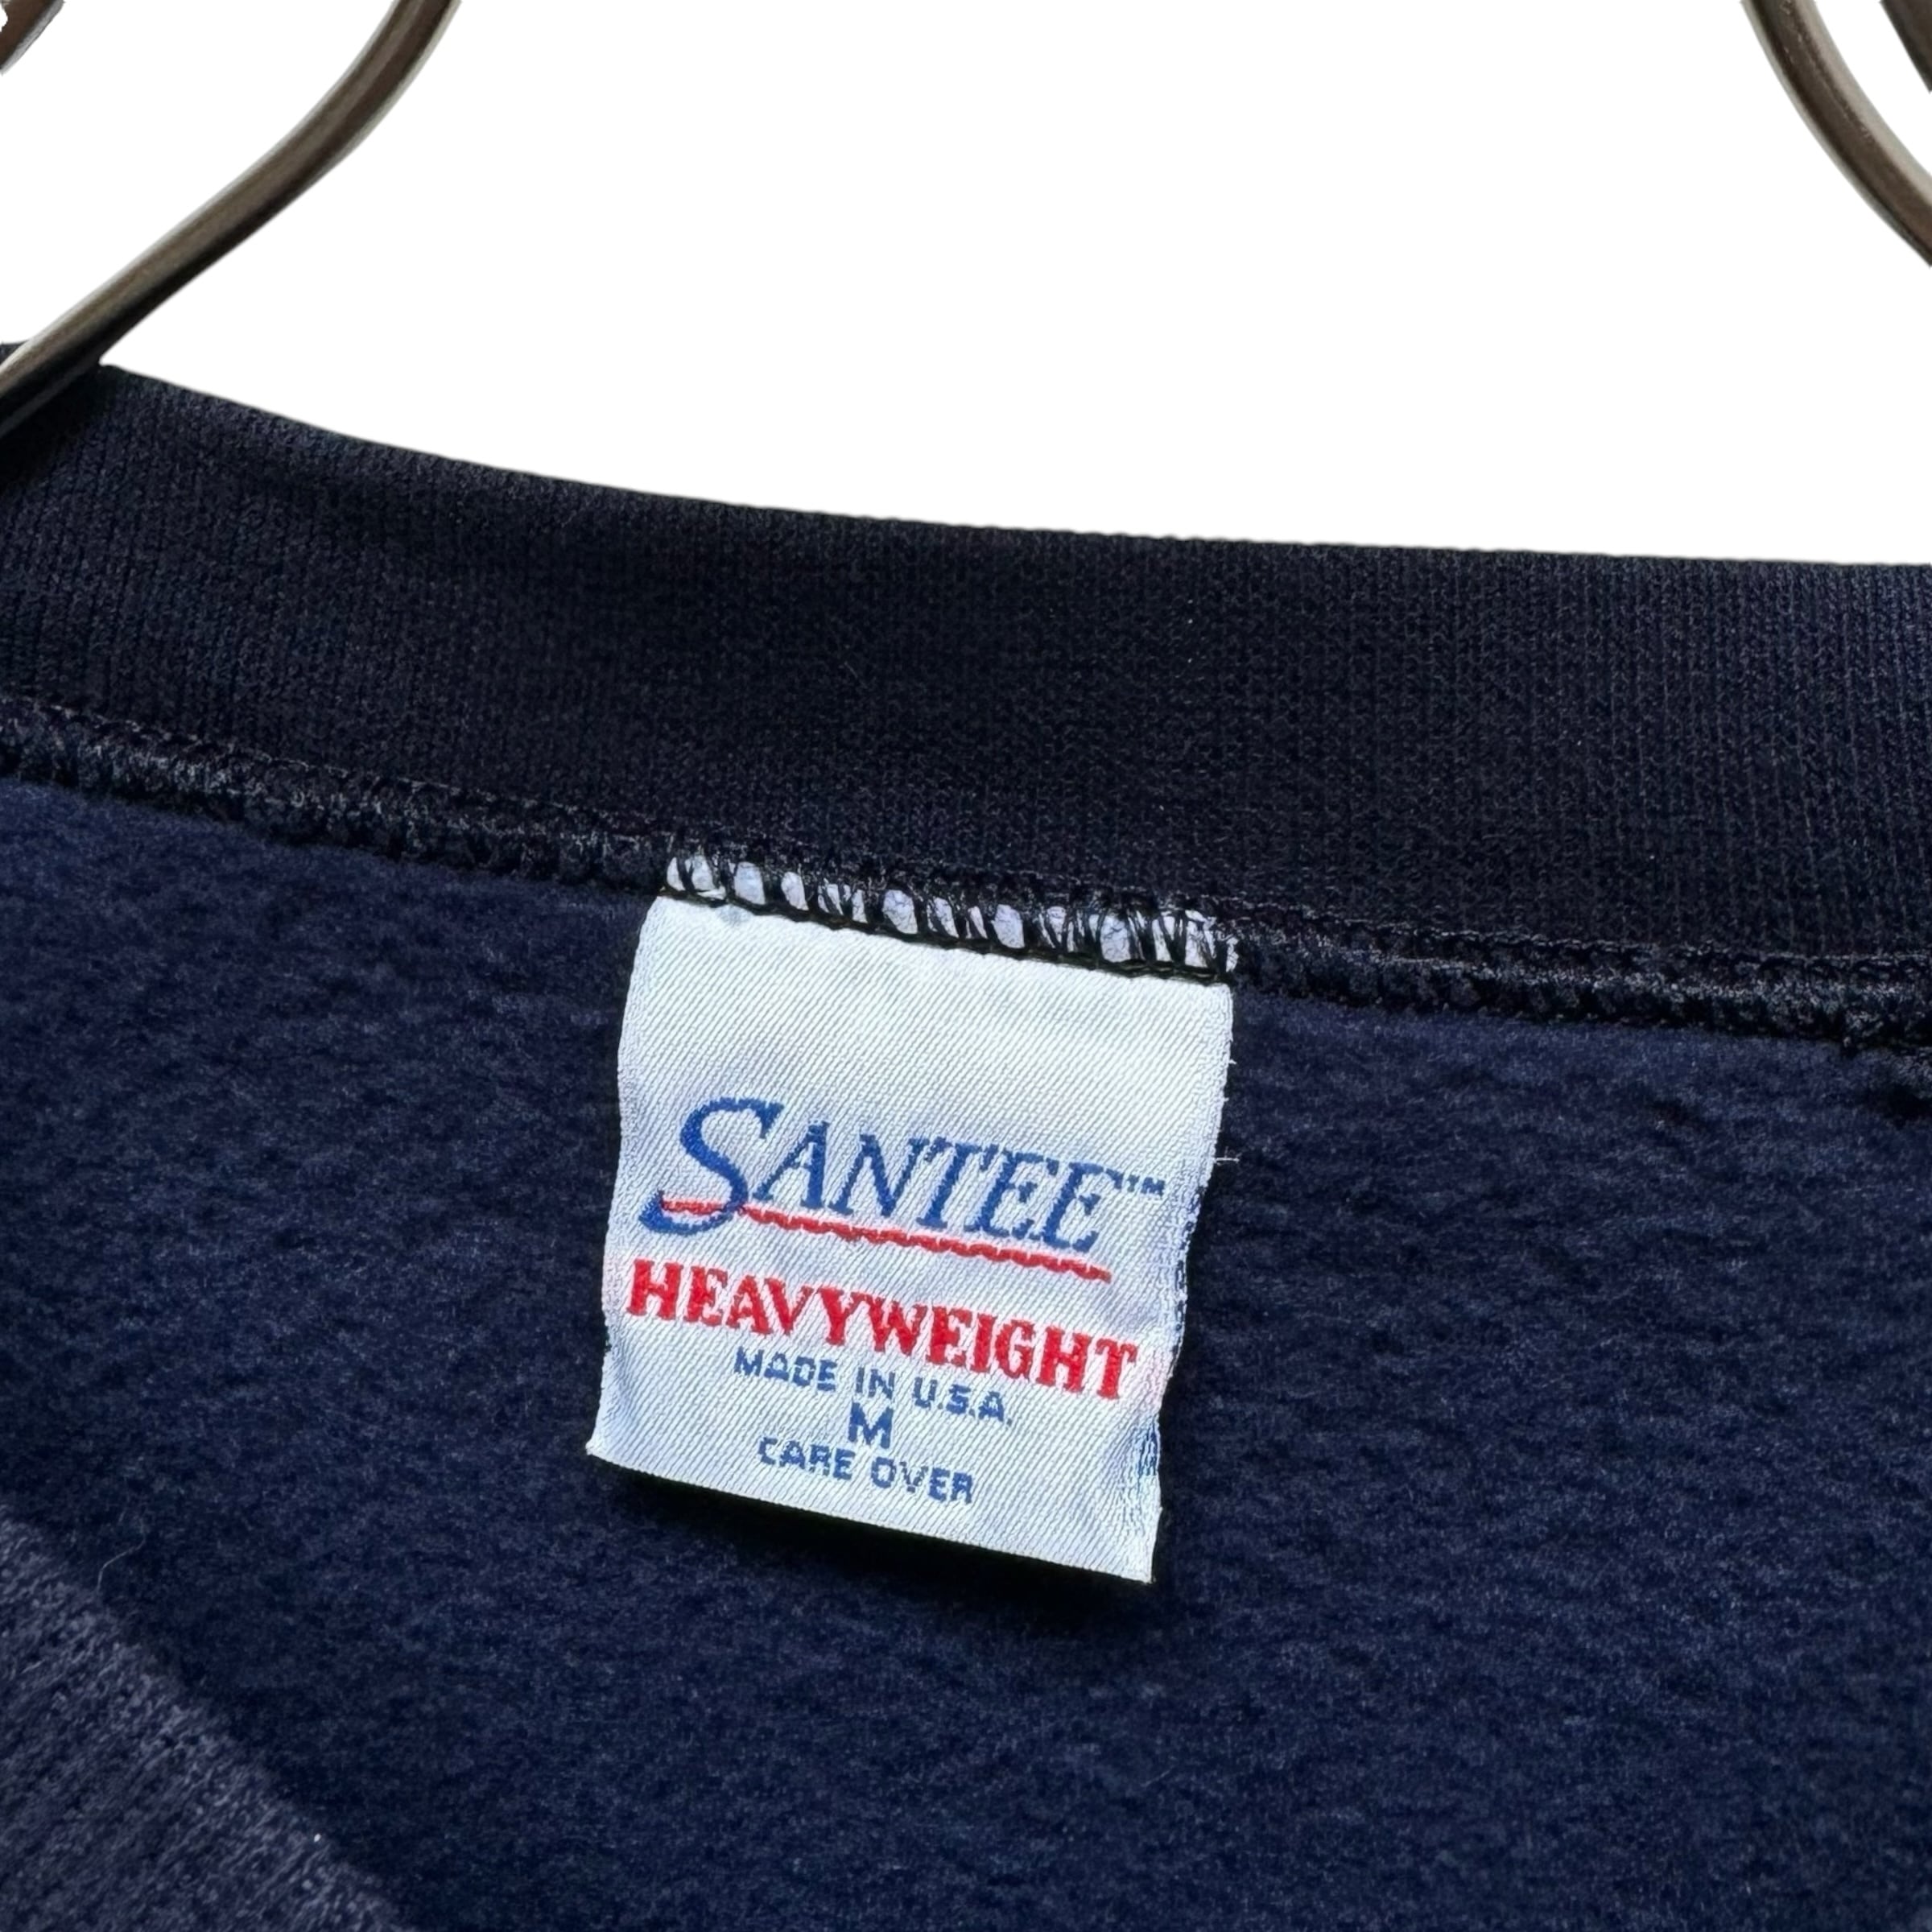 SANTEE™
HEAVYWEIGHT
MADE IN U.S.A.
M
CARE OVER